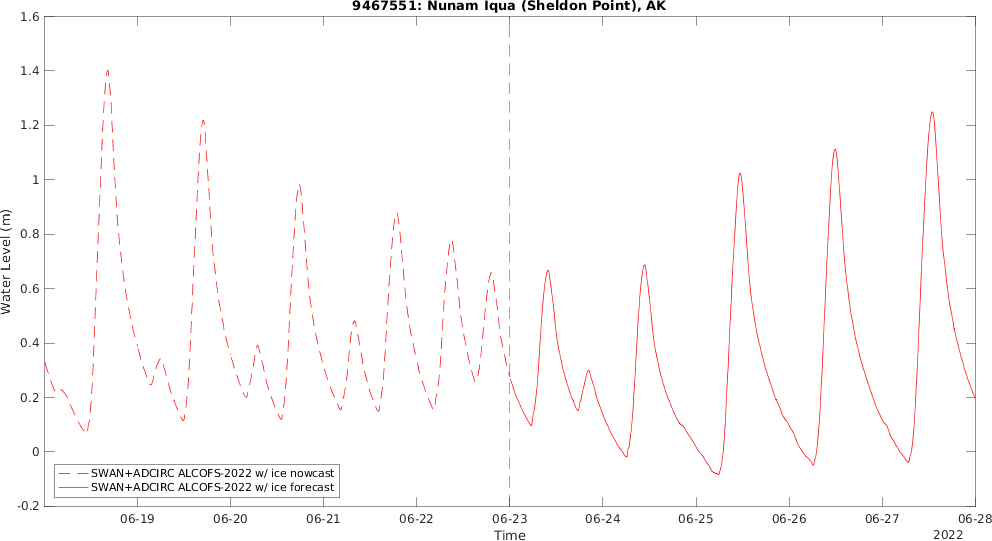 9467551: Nunam Iqua (Sheldon Point), AK
1.6
1.4
1.2
1
0.8
0.6
0.4
0.2
0
-0.2
Water Level (m)
SWAN+ADCIRC ALCOFS-2022 w/ ice nowcast
SWAN+ADCIRC ALCOFS-2022 w/ ice forecast
06-19 06-20 06-21 06-22 06-23 06-24 06-25 06-26 06-27 06-28
Time
2022